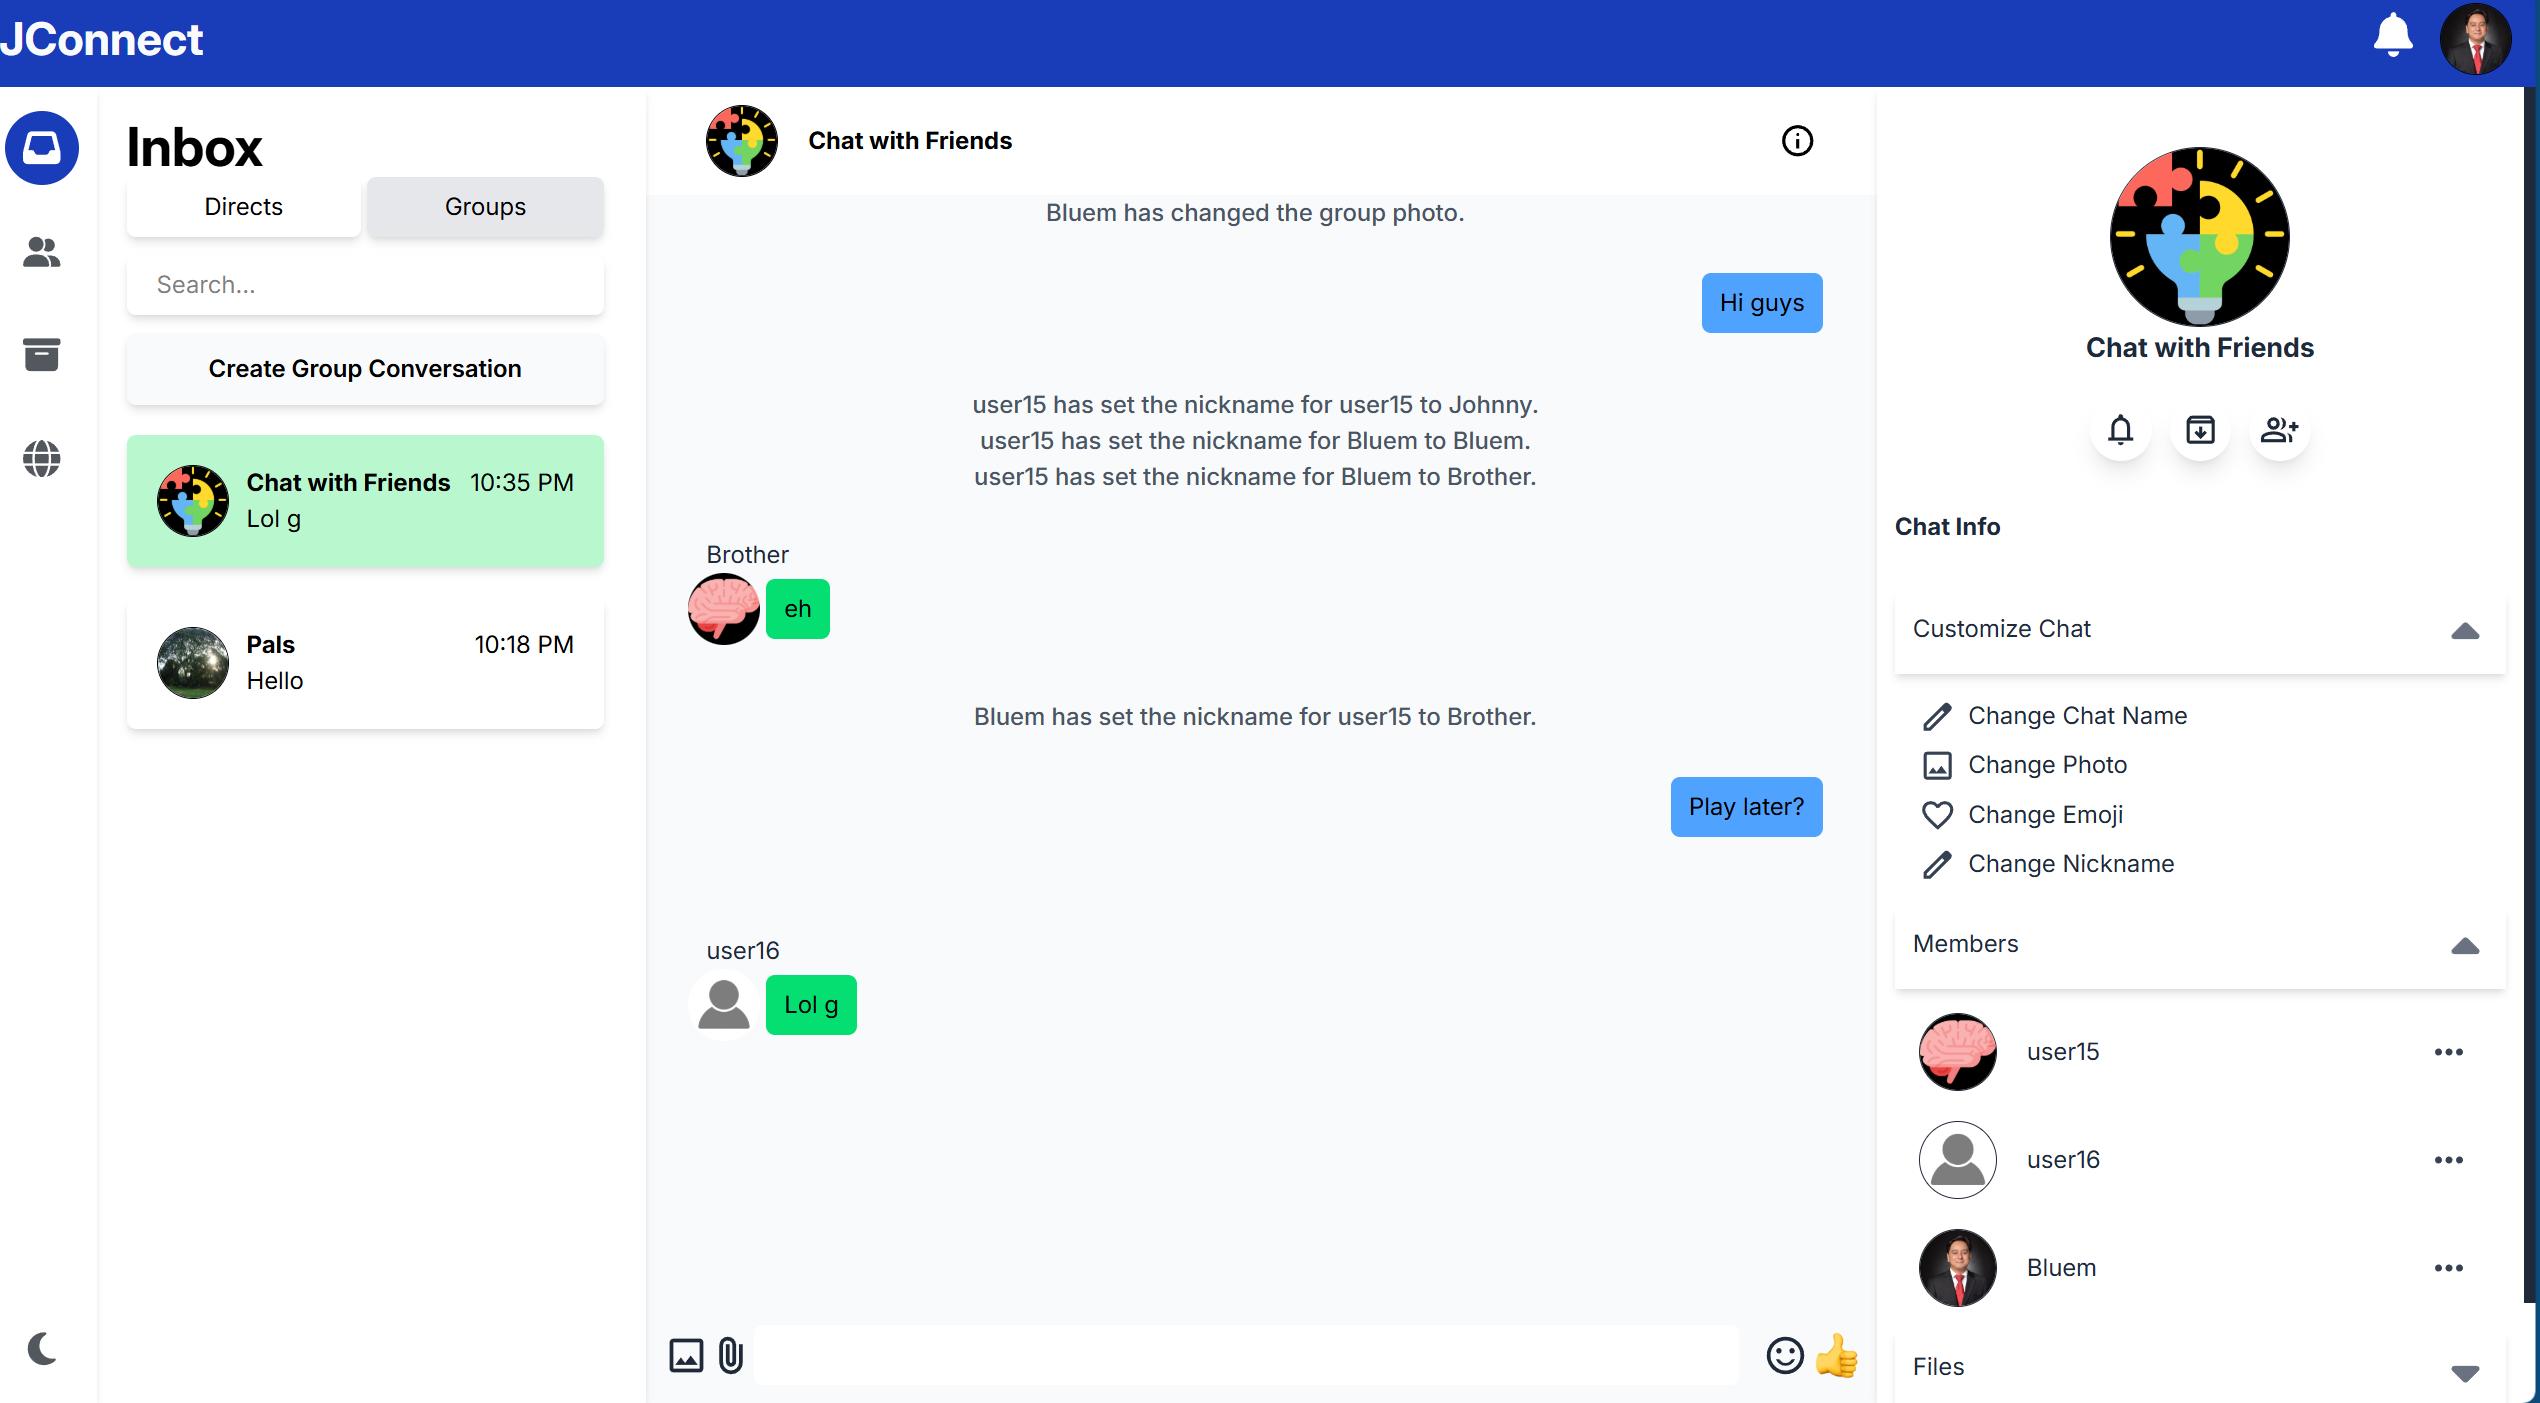 JConnect
Inbox
Directs
Groups
Search...
Create Group Conversation
Chat with Friends 10:35 PM
Lol g
Pals 10:18 PM
Hello
Chat with Friends
Bluem has changed the group photo.
Hi guys
user15 has set the nickname for user15 to Johnny.
user15 has set the nickname for Bluem to Bluem.
user15 has set the nickname for Bluem to Brother.
Brother
eh
Bluem has set the nickname for user15 to Brother.
Play later?
user16
Lol g
Chat with Friends
Chat Info
Customize Chat
Change Chat Name
Change Photo
Change Emoji
Change Nickname
Members
user15
user16
Bluem
Files